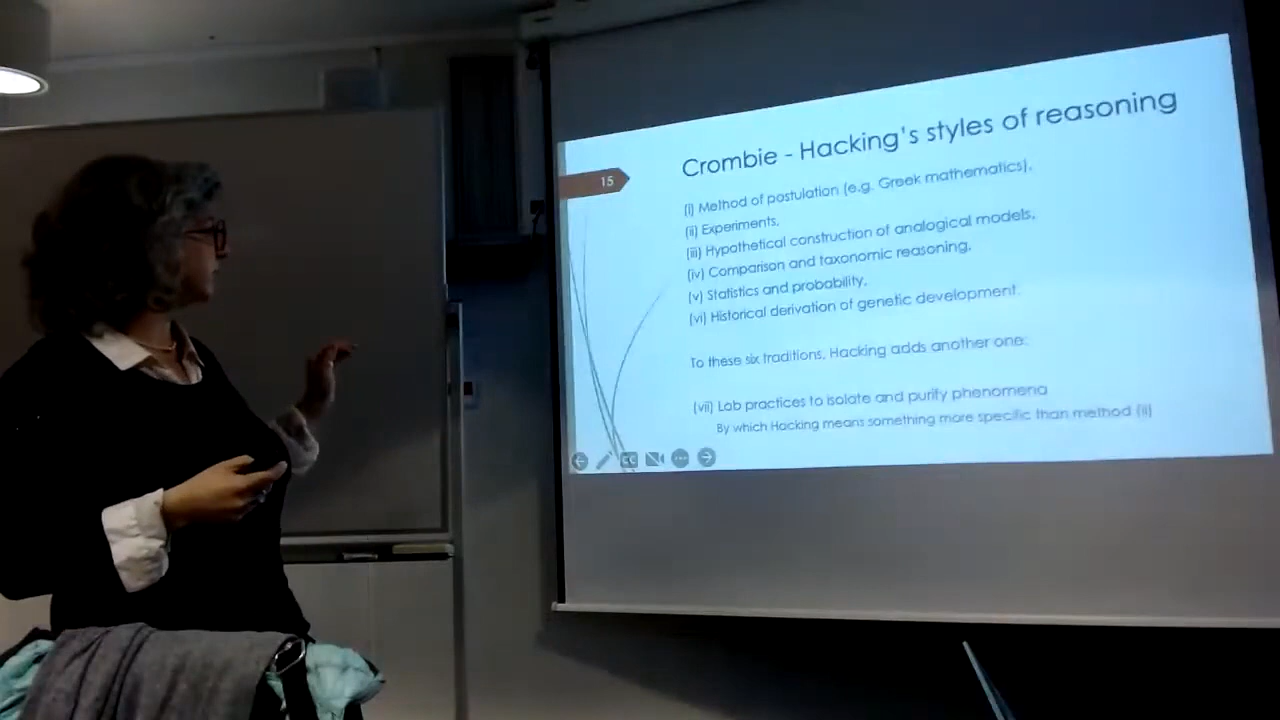 Crombie - Hacking's styles of reasoning
15
(i) Method of postulation (e.g. Greek mathematics),
(ii) Experiments,
(iii) Hypothetical construction of analogical models,
(iv) Comparison and taxonomic reasoning,
(v) Statistics and probability,
(vi) Historical derivation of genetic development.
To these six traditions, Hacking adds another one:
(vii) Lab practices to isolate and purify phenomena
By which Hacking means something more specific than method (ii)
CC